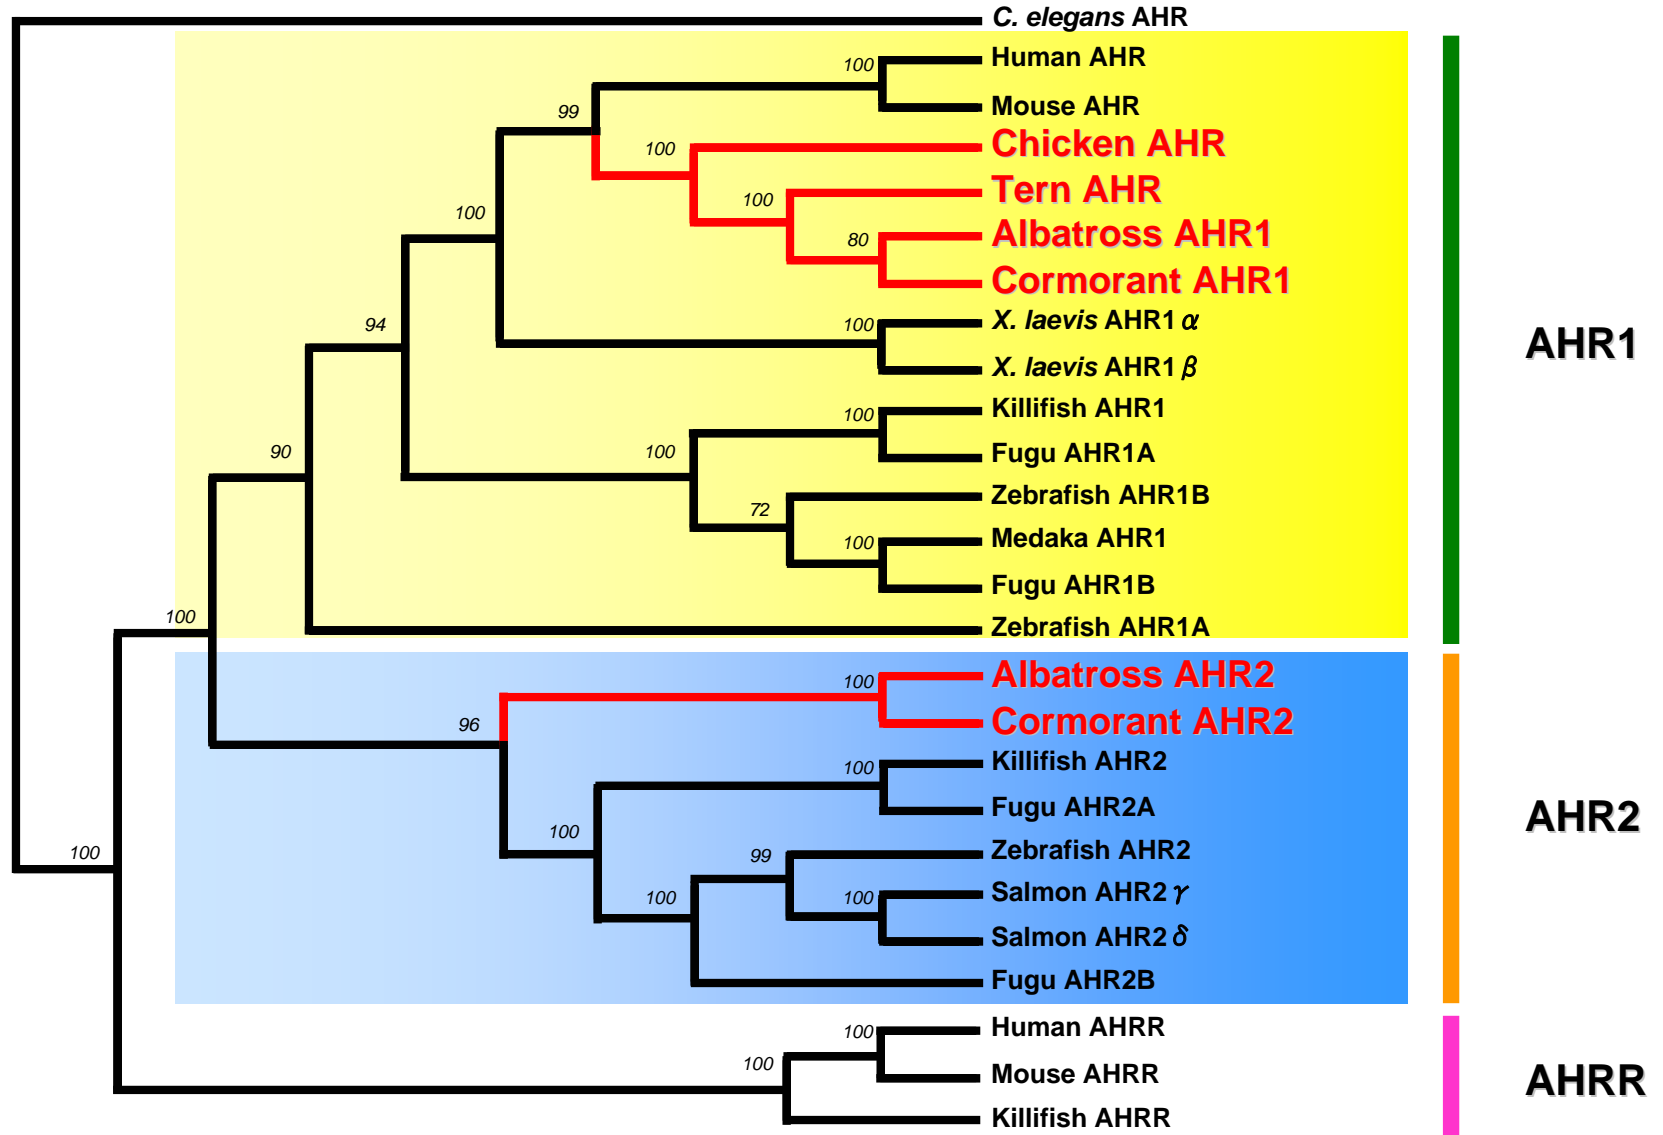 C. elegans AHR
Human AHR
100
Mouse AHR
99
Chicken AHR
100
Tern AHR
100
100
Albatross AHR1
80
Cormorant AHR1
X. laevis AHR1 α
100
94
AHR1
X. laevis AHR1 β
Killifish AHR1
100
90
100
Fugu AHR1A
Zebrafish AHR1B
72
Medaka AHR1
100
Fugu AHR1B
100
Zebrafish AHR1A
Albatross AHR2
100
96
Cormorant AHR2
Killifish AHR2
100
Fugu AHR2A
AHR2
100
Zebrafish AHR2
100
99
Salmon AHR2 γ
100
100
Salmon AHR2 δ
Fugu AHR2B
Human AHRR
100
100
Mouse AHRR
AHRR
Killifish AHRR